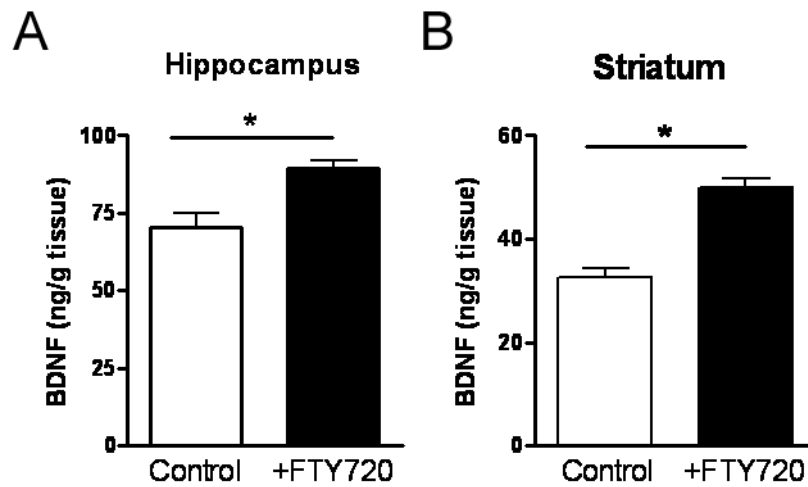 A
Hippocampus
*
BDNF (ng/g tissue)
100
75
50
25
0
Control
+FTY720
B
Striatum
*
BDNF (ng/g tissue)
60
40
20
0
Control
+FTY720